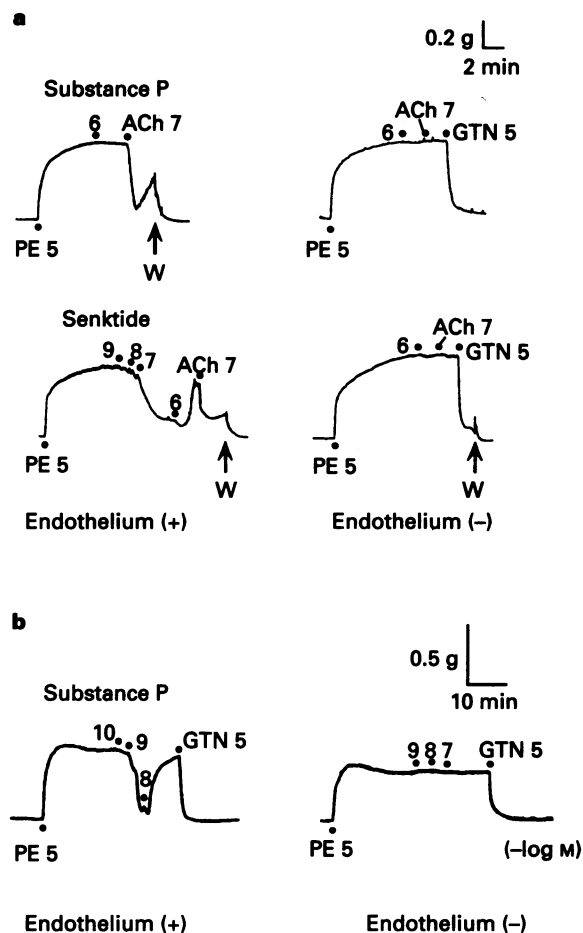 a
0.2 g
2 min
Substance P
6 ACh 7
PE 5
W
ACh 7
6 GTN 5
PE 5
Senktide
9 8 7
ACh 7
6
PE 5
W
ACh 7
6 GTN 5
PE 5
W
Endothelium (+)
Endothelium (–)
b
0.5 g
10 min
Substance P
10 9 GTN 5
8
PE 5
9 8 7 GTN 5
PE 5
(–log M)
Endothelium (+)
Endothelium (–)